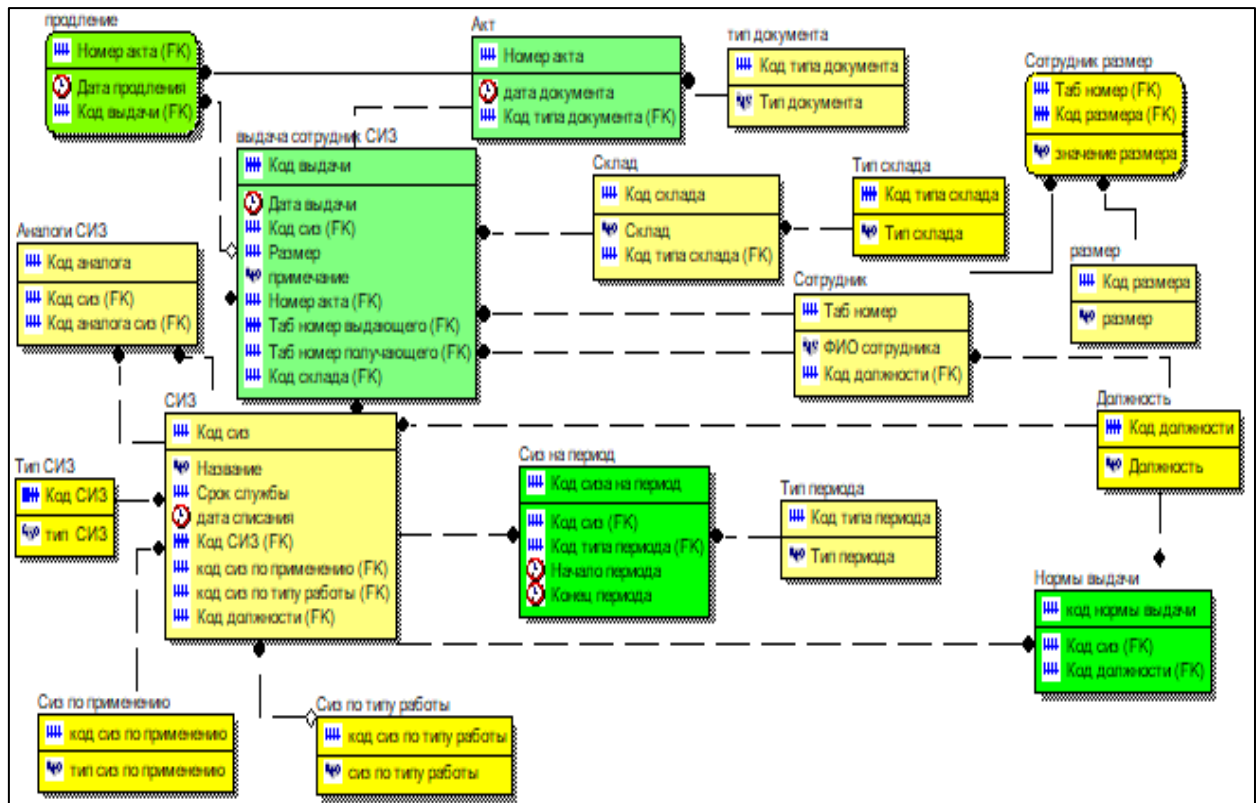 продление
Номер акта (FK)
Дата продления
Код выдачи (FK)
Акт
Номер акта
дата документа
Код типа документа (FK)
тип документа
Код типа документа
Тип документа
Сотрудник размер
Таб номер (FK)
Код размера (FK)
значение размера
выдача сотрудник СИЗ
Код выдачи
Дата выдачи
Код сиз (FK)
Размер
примечание
Номер акта (FK)
Таб номер выдающего (FK)
Таб номер получающего (FK)
Код склада (FK)
Склад
Код склада
Склад
Код типа склада (FK)
Тип склада
Код типа склада
Тип склада
Аналоги СИЗ
Код аналога
Код сиз (FK)
Код аналога сиз (FK)
размер
Код размера
размер
Сотрудник
Таб номер
ФИО сотрудника
Код должности (FK)
Должность
Код должности
Должность
СИЗ
Код сиз
Название
Срок службы
дата списания
Код СИЗ (FK)
код сиз по применению (FK)
код сиз по типу работы (FK)
Код должности (FK)
Тип СИЗ
Код СИЗ
тип СИЗ
Сиз на период
Код сиза на период
Код сиз (FK)
Код типа периода (FK)
Начало периода
Конец периода
Тип периода
Код типа периода
Тип периода
Нормы выдачи
код нормы выдачи
Код сиз (FK)
Код должности (FK)
Сиз по применению
код сиз по применению
тип сиз по применению
Сиз по типу работы
код сиз по типу работы
сиз по типу работы